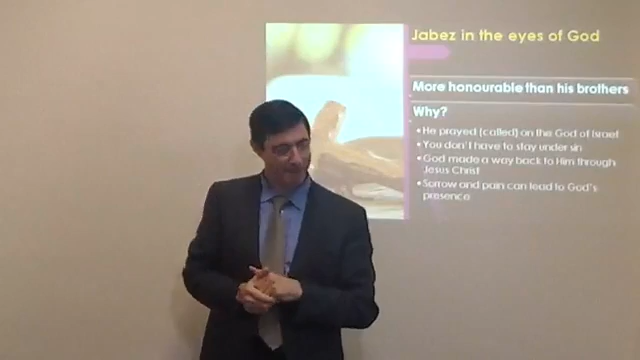 Jabez in the eyes of God
More honourable than his brothers
Why?
• He prayed (called) on the God of Israel
• You don't have to stay under sin
• God made a way back to Him through
Jesus Christ
• Sorrow and pain can lead to God's
presence